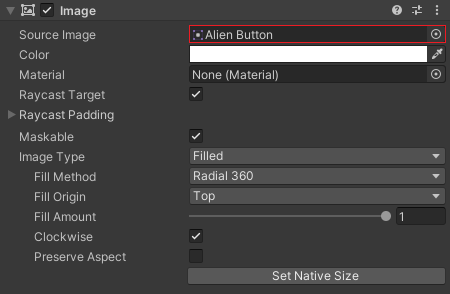 Image
Source Image Alien Button
Color
Material None (Material)
Raycast Target
Raycast Padding
Maskable
Image Type Filled
Fill Method Radial 360
Fill Origin Top
Fill Amount 1
Clockwise
Preserve Aspect
Set Native Size